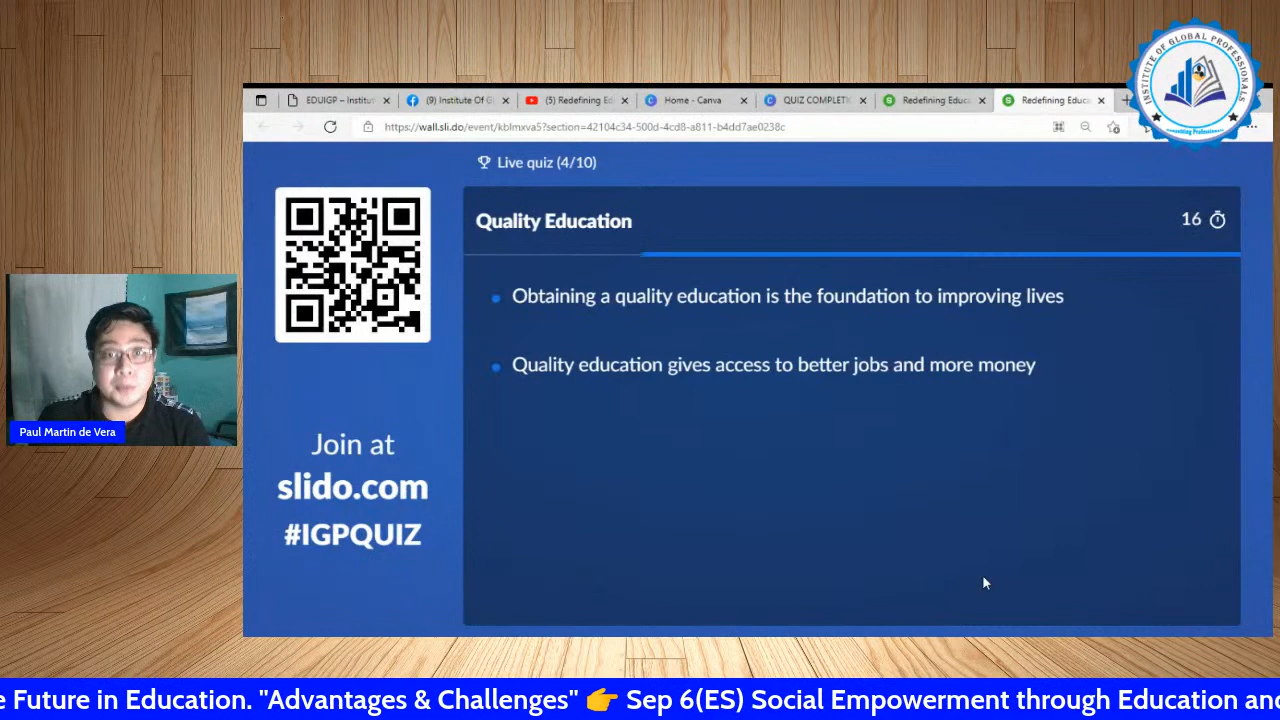 EDUIGP – Institut
(9) Institute Of Gl
(5) Redefining Ed
Home - Canva
QUIZ COMPLETI
Redefining Educa
Redefining Educa
https://wall.sli.do/event/kblmxva5?section=42104c34-500d-4cd8-a811-b4dd7ae0238c
INSTITUTE OF GLOBAL PROFESSIONALS
Live quiz (4/10)
Quality Education
16
Obtaining a quality education is the foundation to improving lives
Quality education gives access to better jobs and more money
Join at
slido.com
#IGPQUIZ
Paul Martin de Vera
e Future in Education. "Advantages & Challenges" 👉 Sep 6(ES) Social Empowerment through Education and